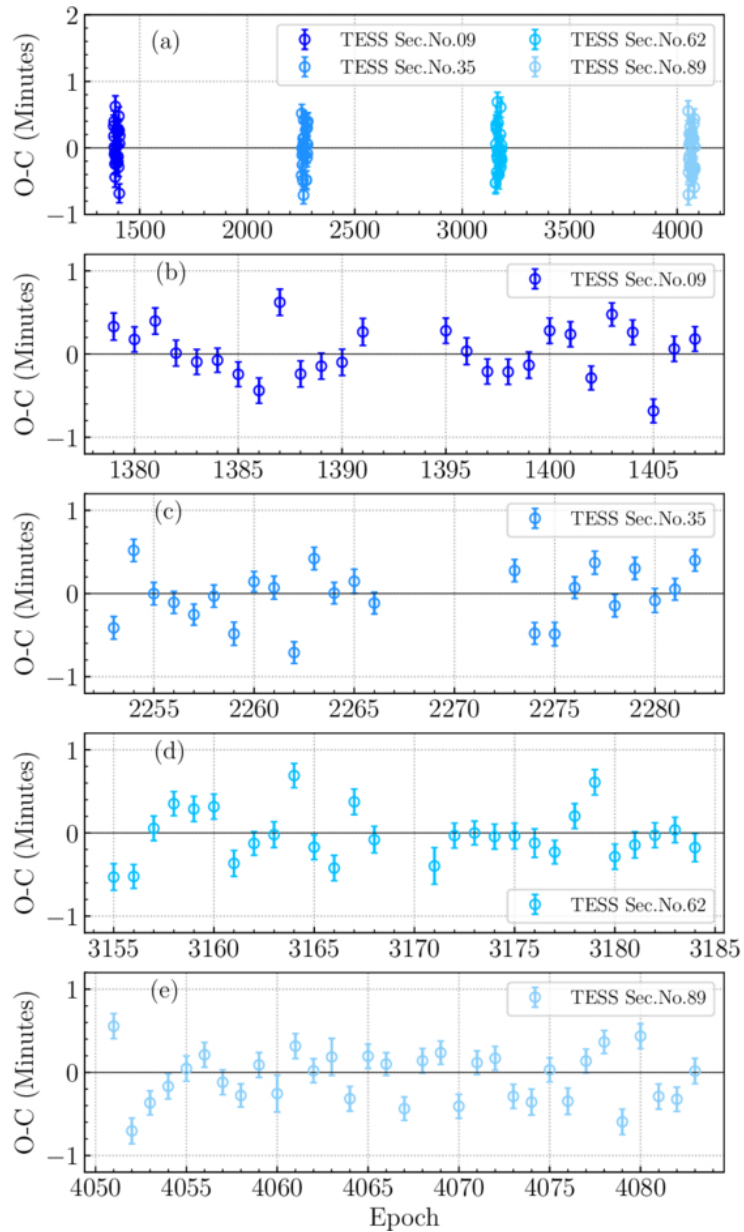 (a)
TESS Sec.No.09 TESS Sec.No.62
TESS Sec.No.35 TESS Sec.No.89
2
1
0
−1
O-C (Minutes)
1500 2000 2500 3000 3500 4000
(b)
TESS Sec.No.09
1
0
−1
O-C (Minutes)
1380 1385 1390 1395 1400 1405
(c)
TESS Sec.No.35
1
0
−1
O-C (Minutes)
2255 2260 2265 2270 2275 2280
(d)
TESS Sec.No.62
1
0
−1
O-C (Minutes)
3155 3160 3165 3170 3175 3180 3185
(e)
TESS Sec.No.89
1
0
−1
O-C (Minutes)
4050 4055 4060 4065 4070 4075 4080
Epoch